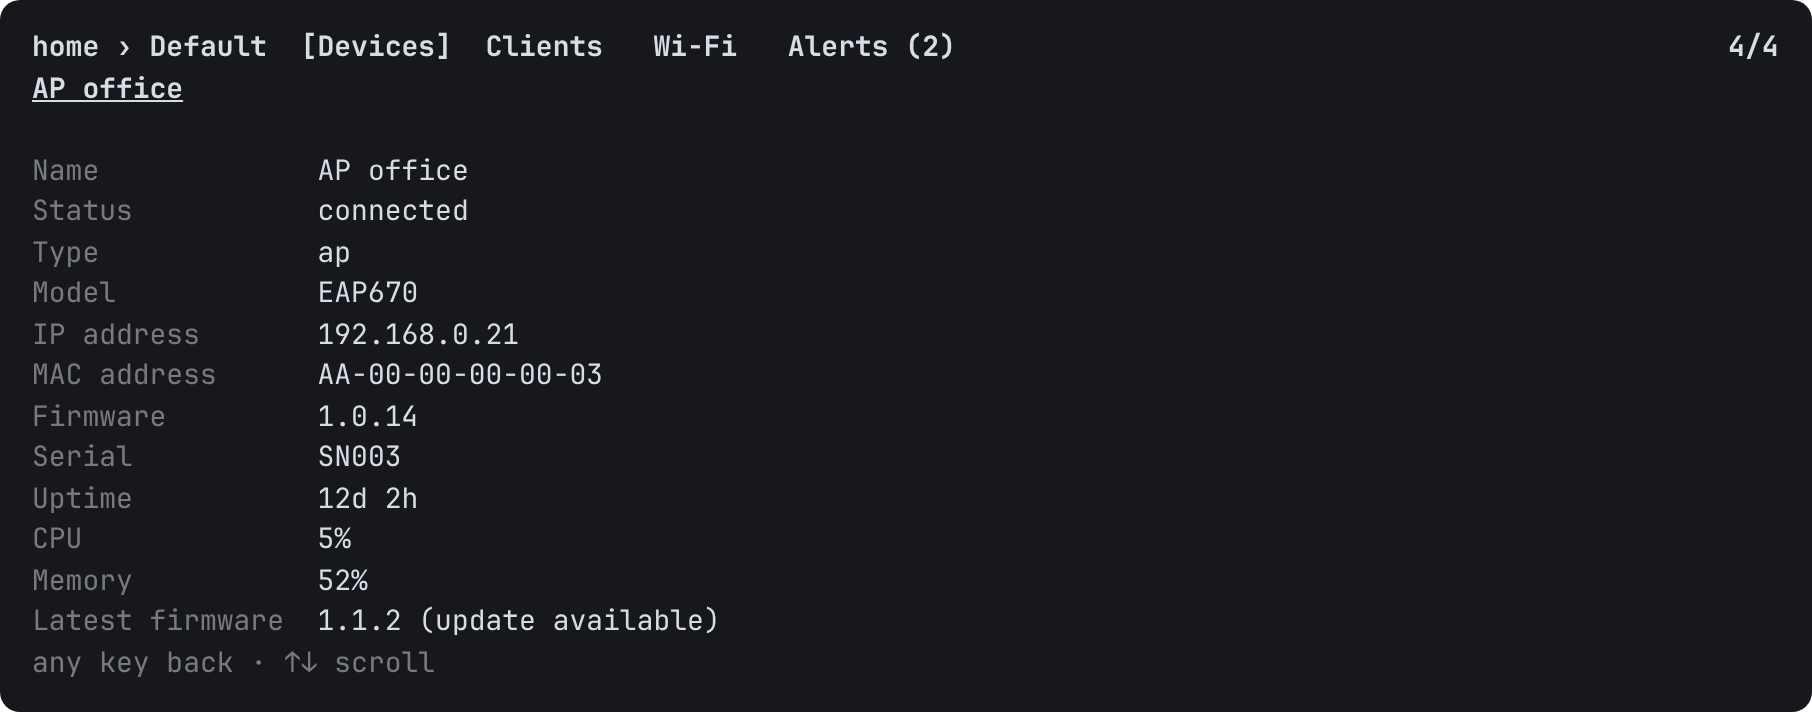 home › Default [Devices] Clients Wi-Fi Alerts (2) 4/4
AP office
Name AP office
Status connected
Type ap
Model EAP670
IP address 192.168.0.21
MAC address AA-00-00-00-00-03
Firmware 1.0.14
Serial SN003
Uptime 12d 2h
CPU 5%
Memory 52%
Latest firmware 1.1.2 (update available)
any key back · ↑↓ scroll